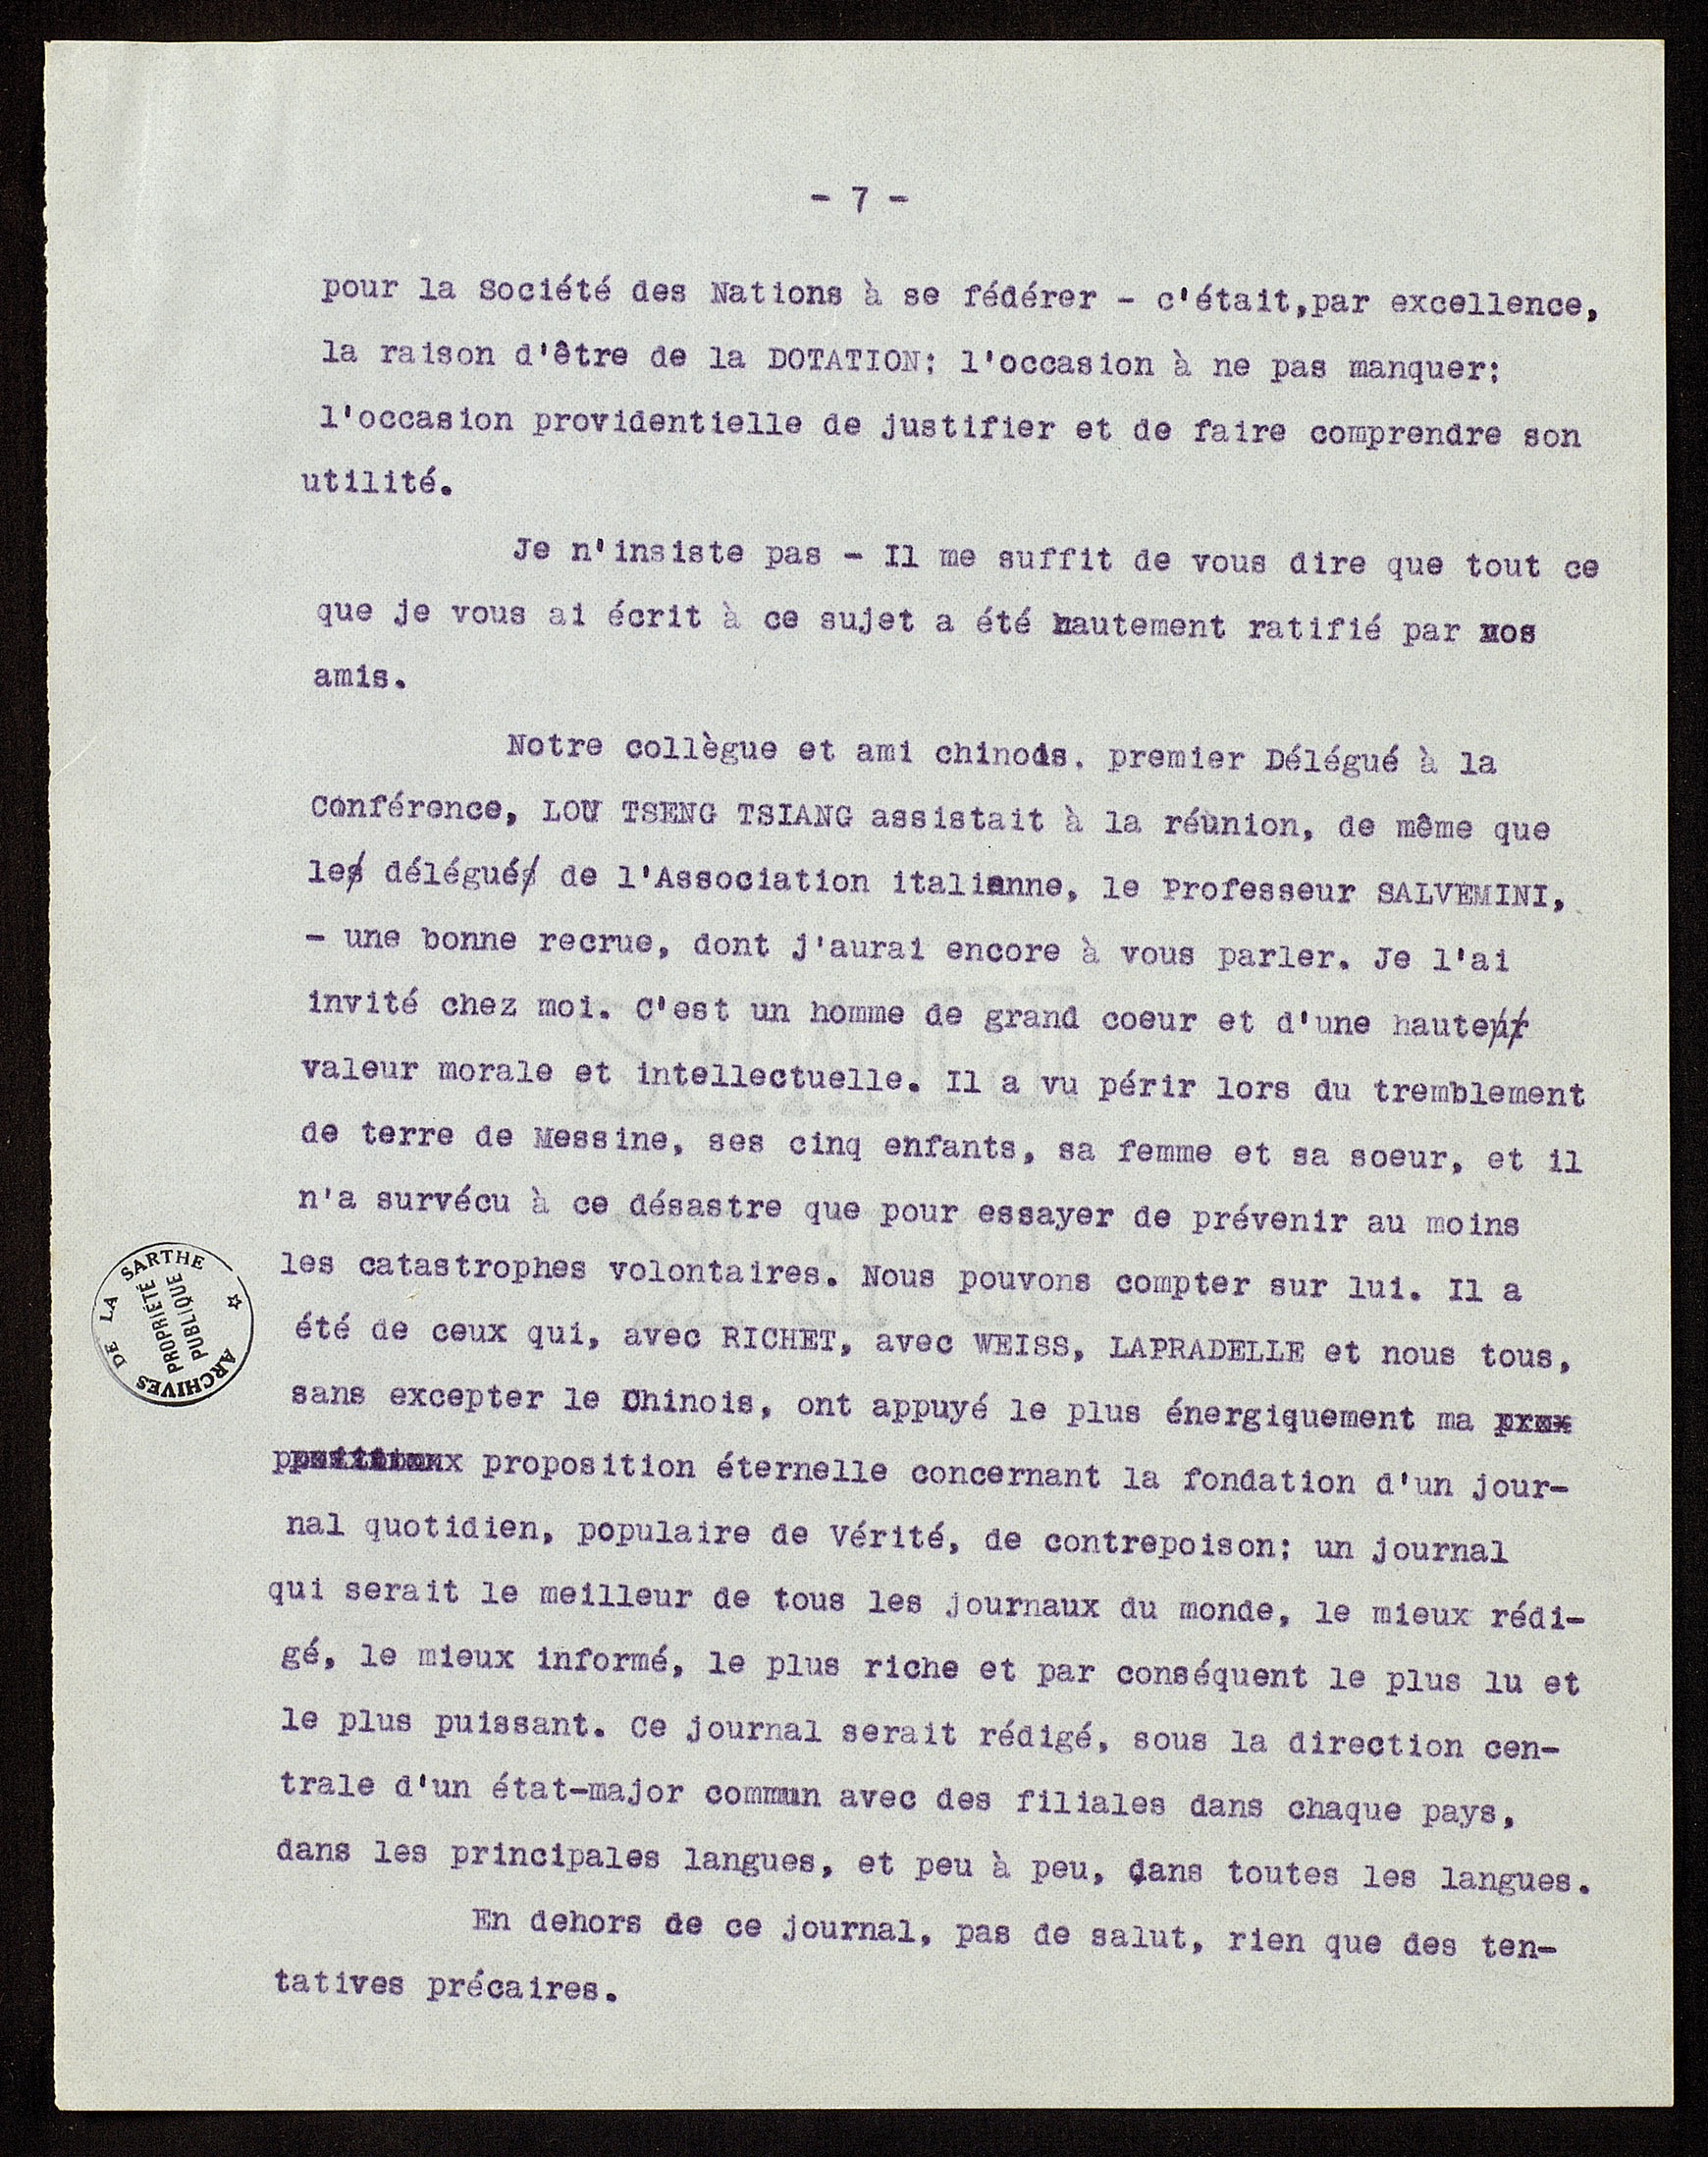 - 7 -
pour la Société des Nations à se fédérer - c'était,par excellence,
la raison d'être de la DOTATION; l'occasion à ne pas manquer;
l'occasion providentielle de justifier et de faire comprendre son
utilité.
Je n'insiste pas - Il me suffit de vous dire que tout ce
que je vous ai écrit à ce sujet a été hautement ratifié par nos
amis.
Notre collègue et ami chinois. premier Délégué à la
Conférence, LOU TSENG TSIANG assistait à la réunion, de même que
les délégués de l'Association italienne, le Professeur SALVEMINI,
- une bonne recrue, dont j'aurai encore à vous parler. Je l'ai
invité chez moi. C'est un homme de grand coeur et d'une hauteur
valeur morale et intellectuelle. Il a vu périr lors du tremblement
de terre de Messine, ses cinq enfants, sa femme et sa soeur, et il
n'a survécu à ce désastre que pour essayer de prévenir au moins
les catastrophes volontaires. Nous pouvons compter sur lui. Il a
été de ceux qui, avec RICHET, avec WEISS, LAPRADELLE et nous tous,
sans excepter le Chinois, ont appuyé le plus énergiquement ma
proposition éternelle concernant la fondation d'un jour-
nal quotidien, populaire de Vérité, de contrepoison; un journal
qui serait le meilleur de tous les journaux du monde, le mieux rédi-
gé, le mieux informé, le plus riche et par conséquent le plus lu et
le plus puissant. Ce journal serait rédigé, sous la direction cen-
trale d'un état-major commun avec des filiales dans chaque pays,
dans les principales langues, et peu à peu, dans toutes les langues.
En dehors de ce journal, pas de salut, rien que des ten-
tatives précaires.
ARCHIVES DE LA SARTHE
PROPRIÉTÉ
PUBLIQUE